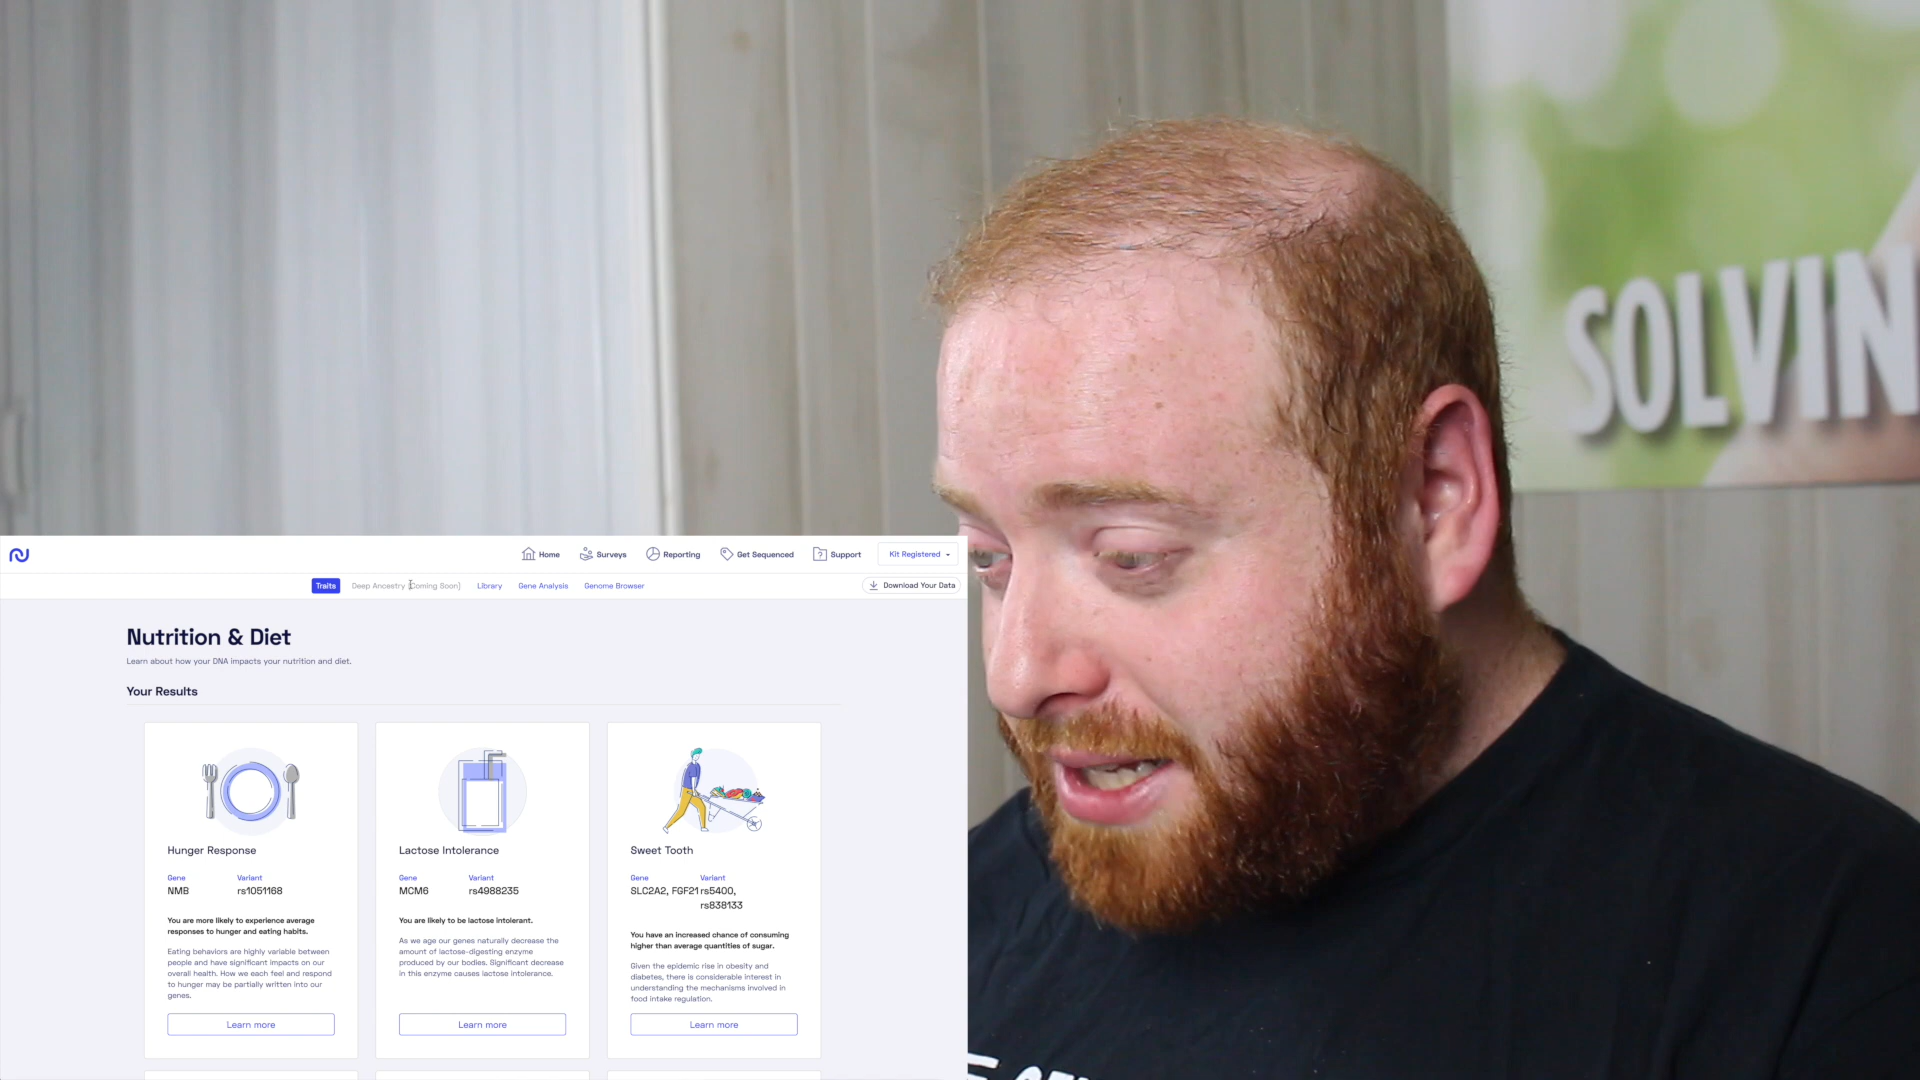 SOLVIN
Home Surveys Reporting Get Sequenced Support Kit Registered
Traits Deep Ancestry (Coming Soon) Library Gene Analysis Genome Browser Download Your Data
Nutrition & Diet
Learn about how your DNA impacts your nutrition and diet.
Your Results
Hunger Response
Gene Variant
NMB rs1051168
You are more likely to experience average
responses to hunger and eating habits.
Eating behaviors are highly variable between
people and have significant impacts on our
overall health. How we each feel and respond
to hunger may be partially written into our
genes.
Learn more
Lactose Intolerance
Gene Variant
MCM6 rs4988235
You are likely to be lactose intolerant.
As we age our genes naturally decrease the
amount of lactose-digesting enzyme
produced by our bodies. Significant decrease
in this enzyme causes lactose intolerance.
Learn more
Sweet Tooth
Gene Variant
SLC2A2, FGF21 rs5400,
rs838133
You have an increased chance of consuming
higher than average quantities of sugar.
Given the epidemic rise in obesity and
diabetes, there is considerable interest in
understanding the mechanisms involved in
food intake regulation.
Learn more